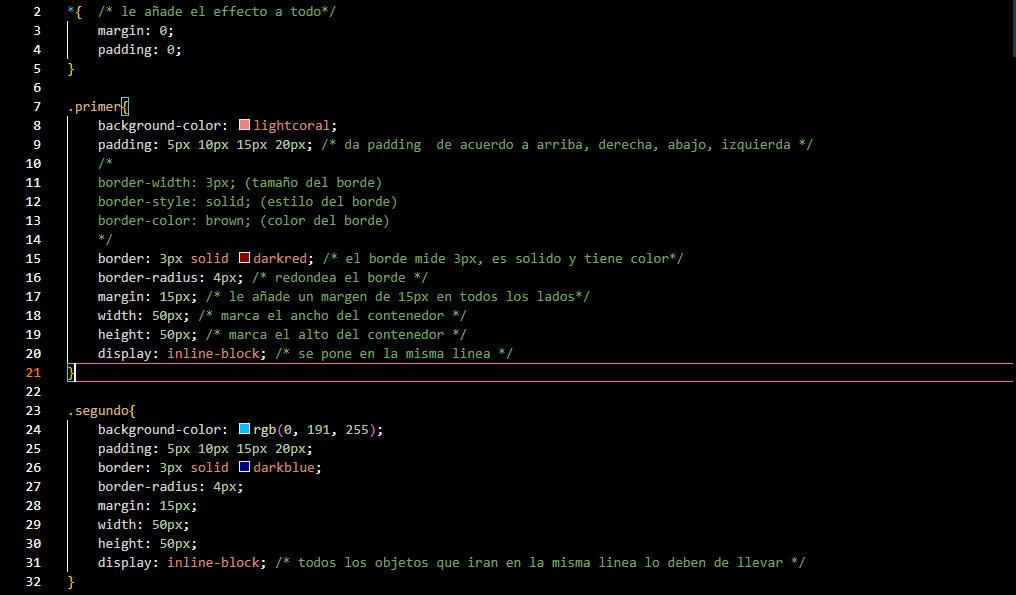 2 *{ /* le añade el effecto a todo*/
3 margin: 0;
4 padding: 0;
5 }
6
7 .primer{
8 background-color: lightcoral;
9 padding: 5px 10px 15px 20px; /* da padding  de acuerdo a arriba, derecha, abajo, izquierda */
10 /*
11 border-width: 3px; (tamaño del borde)
12 border-style: solid; (estilo del borde)
13 border-color: brown; (color del borde)
14 */
15 border: 3px solid darkred; /* el borde mide 3px, es solido y tiene color*/
16 border-radius: 4px; /* redondea el borde */
17 margin: 15px; /* le añade un margen de 15px en todos los lados*/
18 width: 50px; /* marca el ancho del contenedor */
19 height: 50px; /* marca el alto del contenedor */
20 display: inline-block; /* se pone en la misma linea */
21 }
22
23 .segundo{
24 background-color: rgb(0, 191, 255);
25 padding: 5px 10px 15px 20px;
26 border: 3px solid darkblue;
27 border-radius: 4px;
28 margin: 15px;
29 width: 50px;
30 height: 50px;
31 display: inline-block; /* todos los objetos que iran en la misma linea lo deben de llevar */
32 }